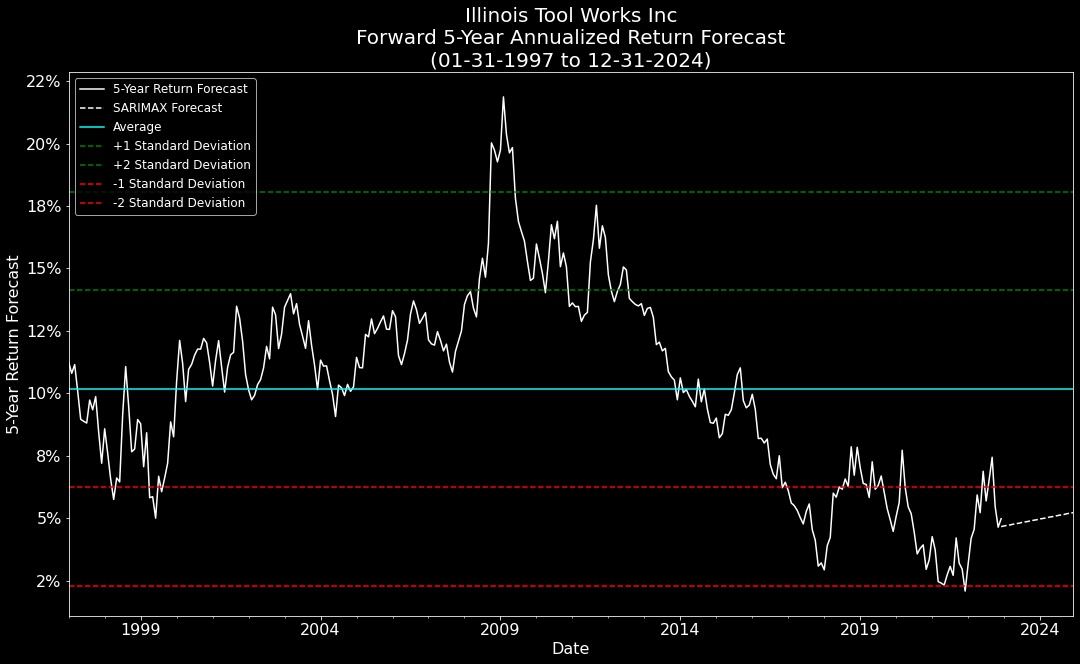 Illinois Tool Works Inc
Forward 5-Year Annualized Return Forecast
(01-31-1997 to 12-31-2024)
5-Year Return Forecast
SARIMAX Forecast
Average
+1 Standard Deviation
+2 Standard Deviation
-1 Standard Deviation
-2 Standard Deviation
22%
20%
18%
15%
12%
10%
8%
5%
2%
5-Year Return Forecast
1999 2004 2009 2014 2019 2024
Date